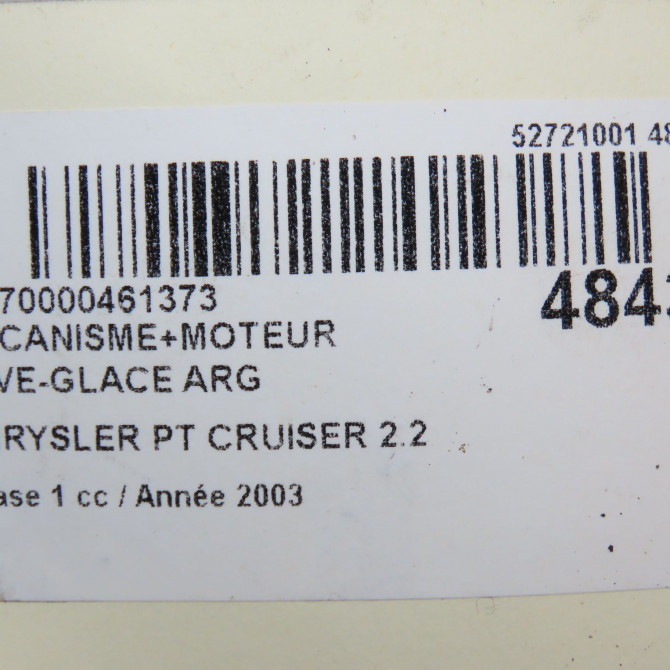 52721001 48
70000461373
4843
CANISME+MOTEUR
VE-GLACE ARG
RYSLER PT CRUISER 2.2
ase 1 cc / Année 2003